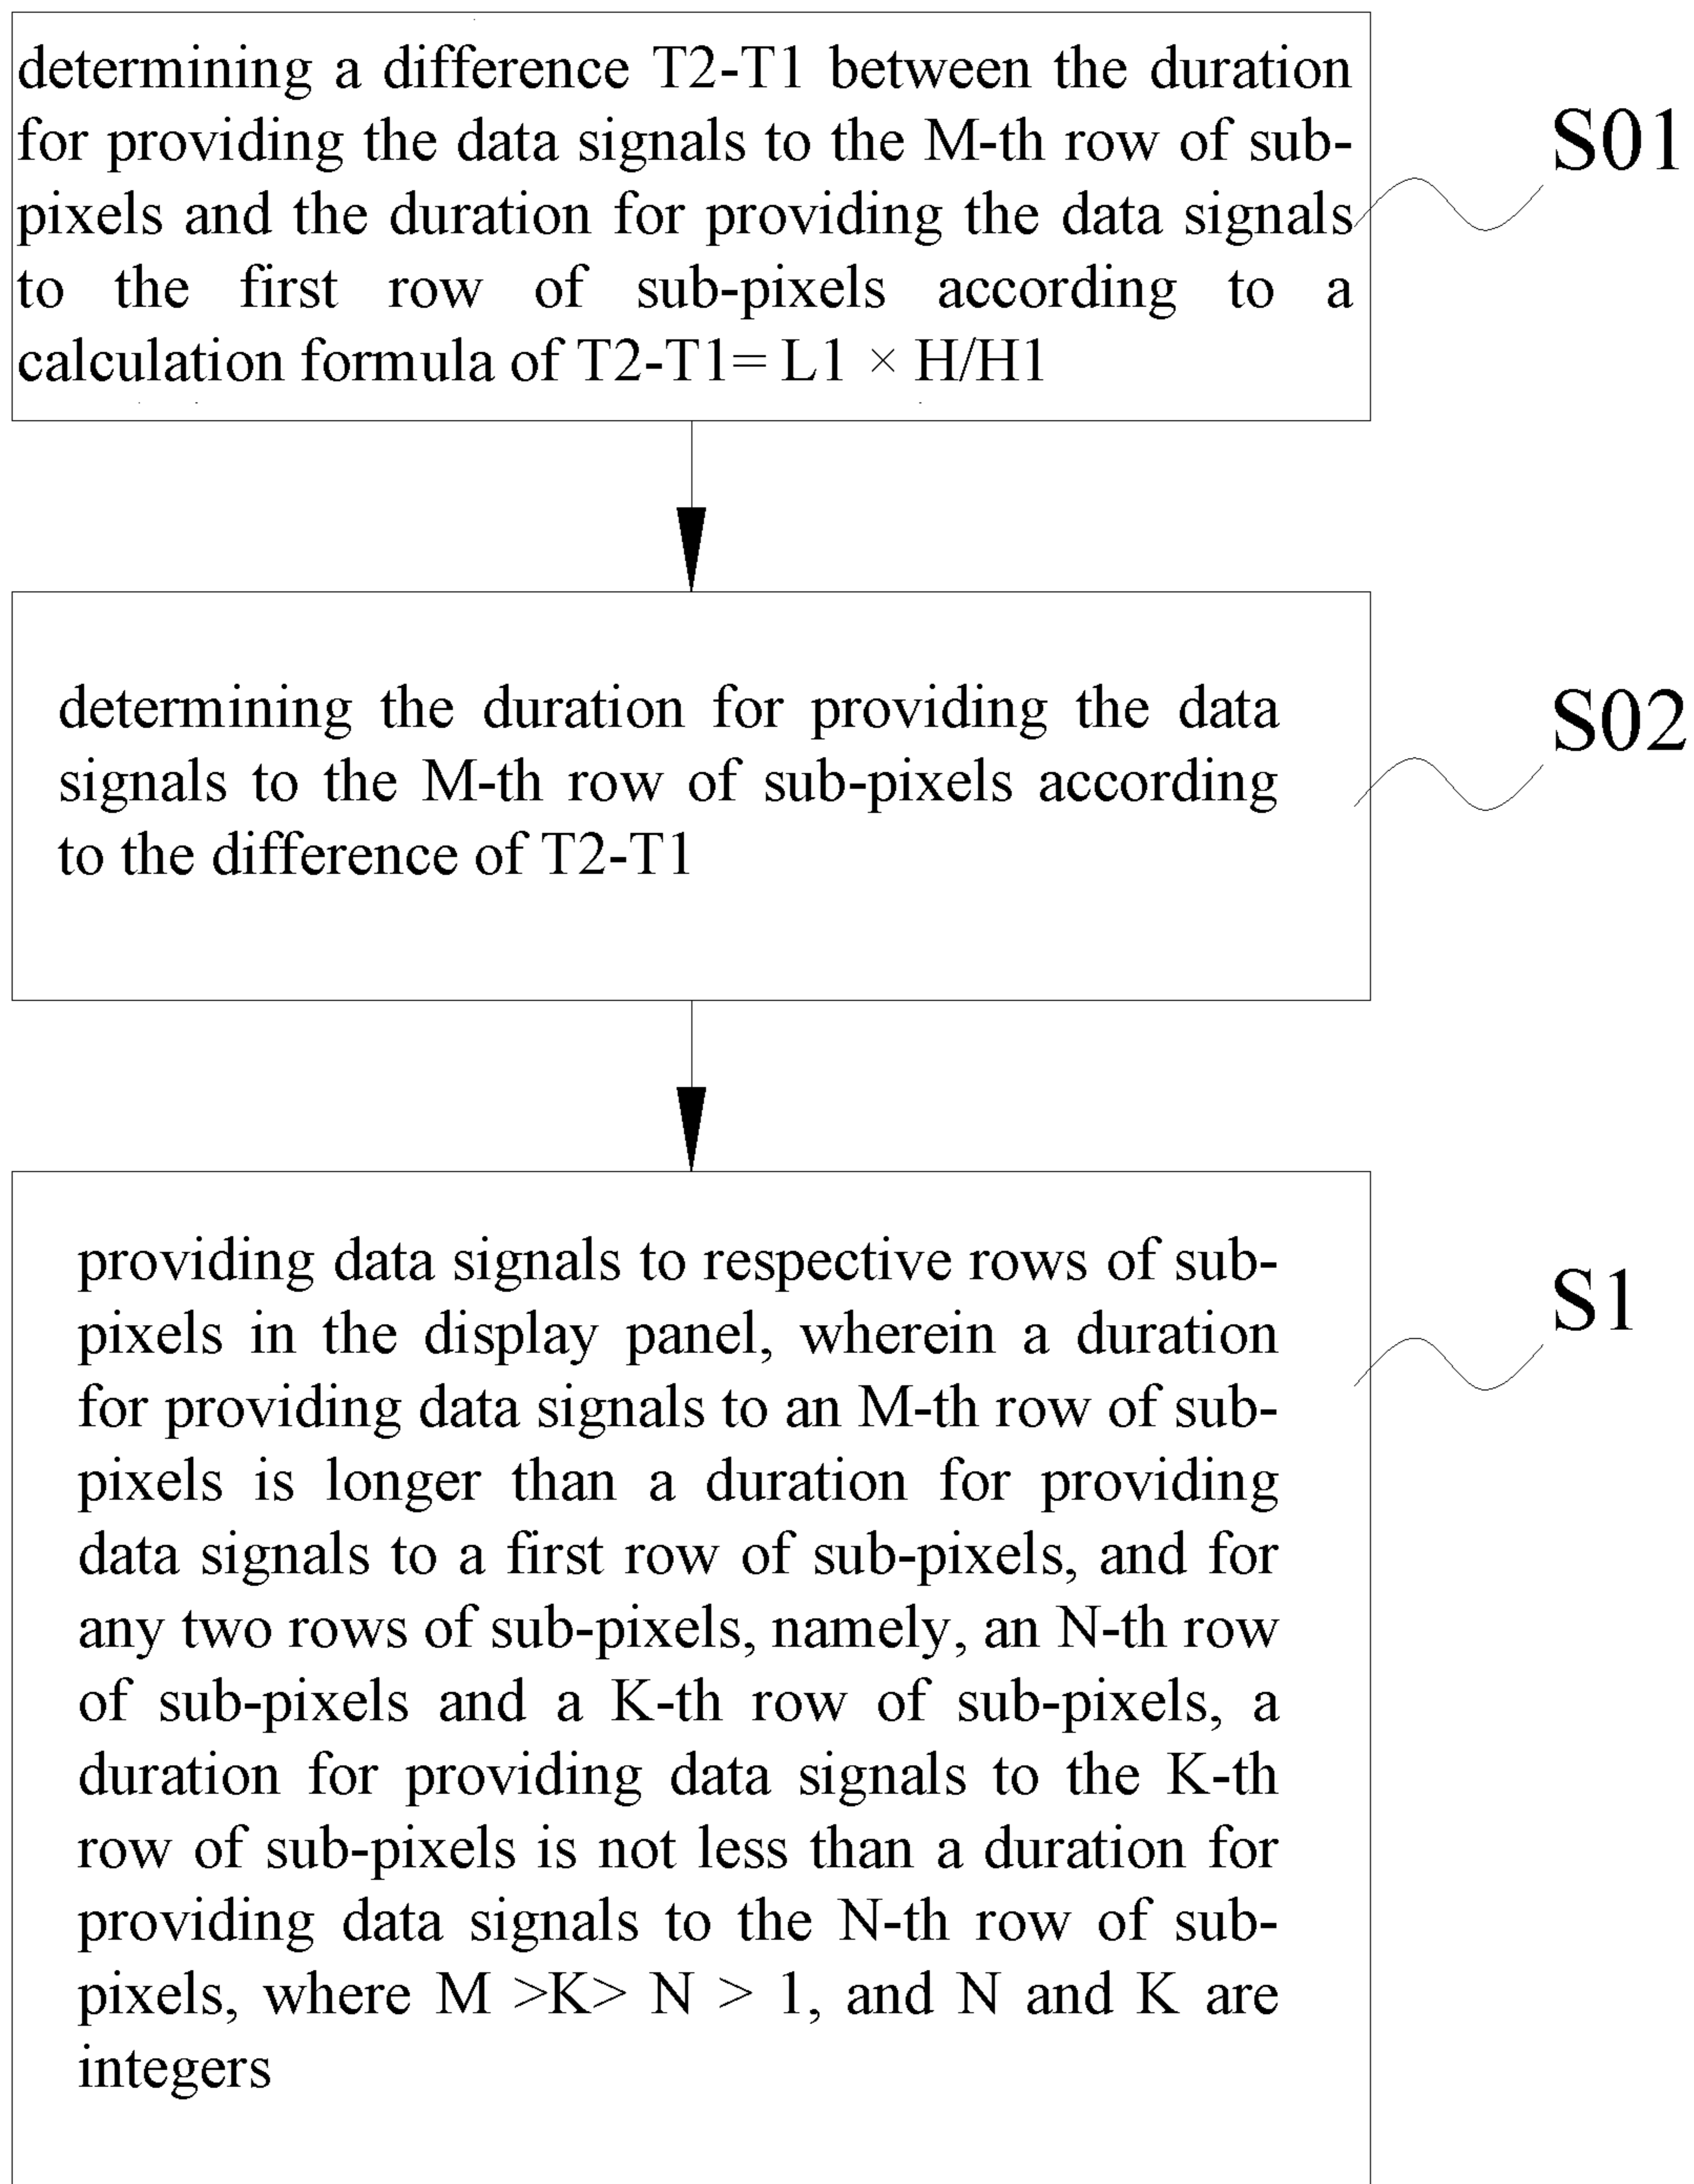 determining a difference T2-T1 between the duration
for providing the data signals to the M-th row of sub-
pixels and the duration for providing the data signals
to the first row of sub-pixels according to a
calculation formula of T2-T1= L1 × H/H1
S01
determining the duration for providing the data
signals to the M-th row of sub-pixels according
to the difference of T2-T1
S02
providing data signals to respective rows of sub-
pixels in the display panel, wherein a duration
for providing data signals to an M-th row of sub-
pixels is longer than a duration for providing
data signals to a first row of sub-pixels, and for
any two rows of sub-pixels, namely, an N-th row
of sub-pixels and a K-th row of sub-pixels, a
duration for providing data signals to the K-th
row of sub-pixels is not less than a duration for
providing data signals to the N-th row of sub-
pixels, where M >K> N > 1, and N and K are
integers
S1